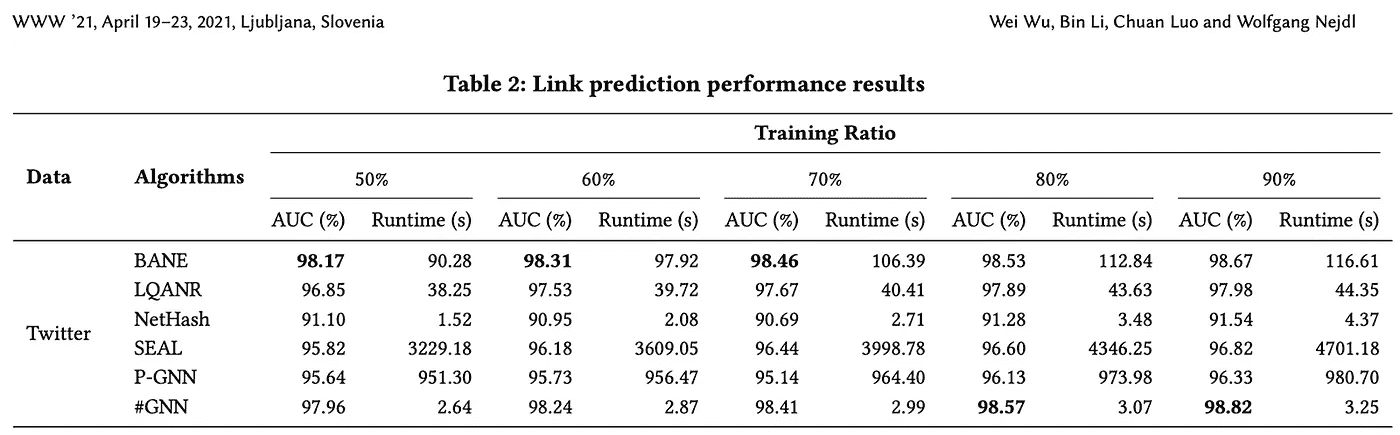 WWW ’21, April 19–23, 2021, Ljubljana, Slovenia Wei Wu, Bin Li, Chuan Luo and Wolfgang Nejdl
Table 2: Link prediction performance results
Training Ratio
Data Algorithms 50% 60% 70% 80% 90%
AUC (%) Runtime (s) AUC (%) Runtime (s) AUC (%) Runtime (s) AUC (%) Runtime (s) AUC (%) Runtime (s)
BANE 98.17 90.28 98.31 97.92 98.46 106.39 98.53 112.84 98.67 116.61
LQANR 96.85 38.25 97.53 39.72 97.67 40.41 97.89 43.63 97.98 44.35
NetHash 91.10 1.52 90.95 2.08 90.69 2.71 91.28 3.48 91.54 4.37
Twitter
SEAL 95.82 3229.18 96.18 3609.05 96.44 3998.78 96.60 4346.25 96.82 4701.18
P-GNN 95.64 951.30 95.73 956.47 95.14 964.40 96.13 973.98 96.33 980.70
#GNN 97.96 2.64 98.24 2.87 98.41 2.99 98.57 3.07 98.82 3.25